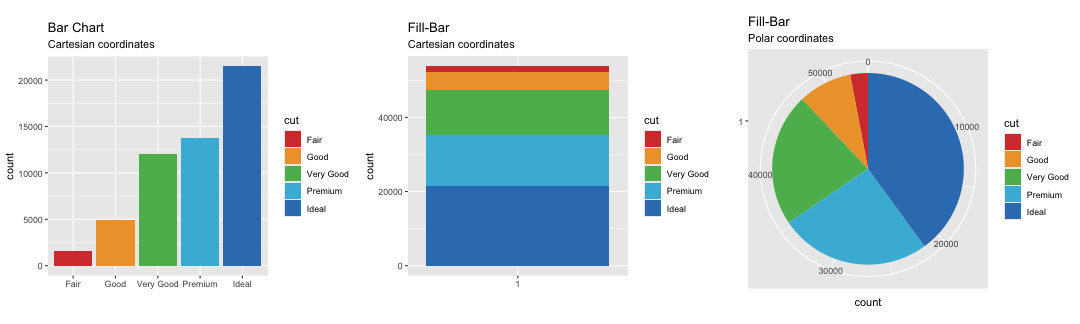 Bar Chart
Cartesian coordinates
20000
15000
10000
5000
0
count
Fair Good Very Good Premium Ideal
cut
Fair
Good
Very Good
Premium
Ideal
Fill-Bar
Cartesian coordinates
40000
20000
0
count
1
cut
Fair
Good
Very Good
Premium
Ideal
Fill-Bar
Polar coordinates
0
50000
1
10000
40000
20000
30000
count
cut
Fair
Good
Very Good
Premium
Ideal